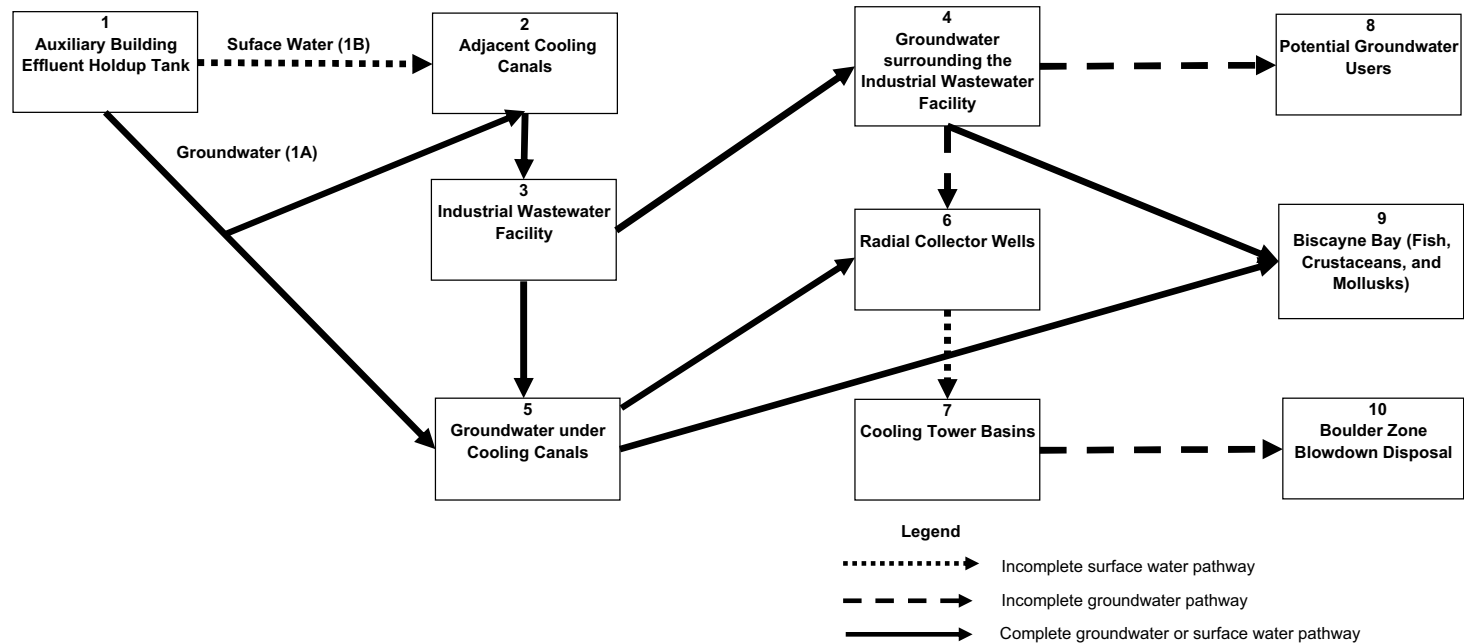 1
Auxiliary Building
Effluent Holdup Tank
Suface Water (1B)
2
Adjacent Cooling
Canals
4
Groundwater
surrounding the
Industrial Wastewater
Facility
8
Potential Groundwater
Users
Groundwater (1A)
3
Industrial Wastewater
Facility
6
Radial Collector Wells
9
Biscayne Bay (Fish,
Crustaceans, and
Mollusks)
5
Groundwater under
Cooling Canals
7
Cooling Tower Basins
10
Boulder Zone
Blowdown Disposal
Legend
Incomplete surface water pathway
Incomplete groundwater pathway
Complete groundwater or surface water pathway